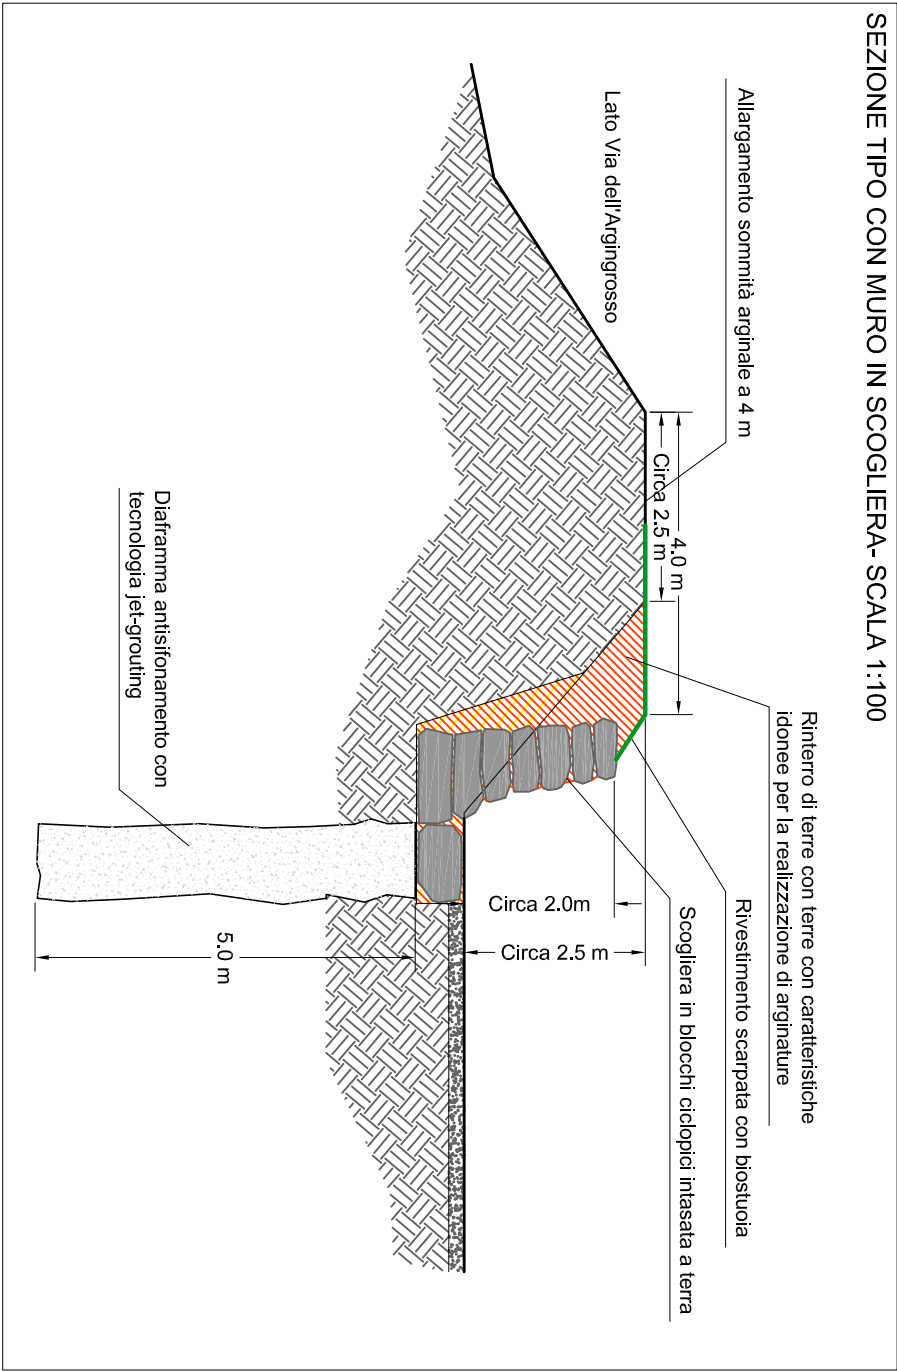 SEZIONE TIPO CON MURO IN SCOGLIERA- SCALA 1:100
Allargamento sommità arginale a 4 m
Lato Via dell'Argingrosso
4.0 m
Circa 2.5 m
Rinterro di terre con terre con caratteristiche
idonee per la realizzazione di arginature
Rivestimento scarpata con biostuoia
Scogliera in blocchi ciclopici intasata a terra
Circa 2.0m
Circa 2.5 m
5.0 m
Diaframma antisifonamento con
tecnologia jet-grouting